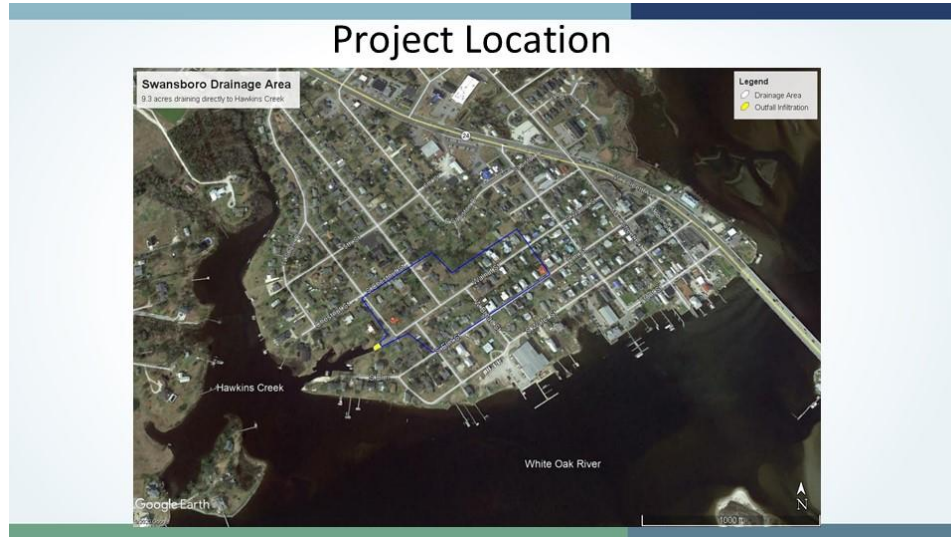 Project Location
Swansboro Drainage Area
9.3 acres draining directly to Hawkins Creek
Legend
Drainage Area
Outfall Infiltration
24
Hawkins Creek
White Oak River
Google Earth
N
1000 ft